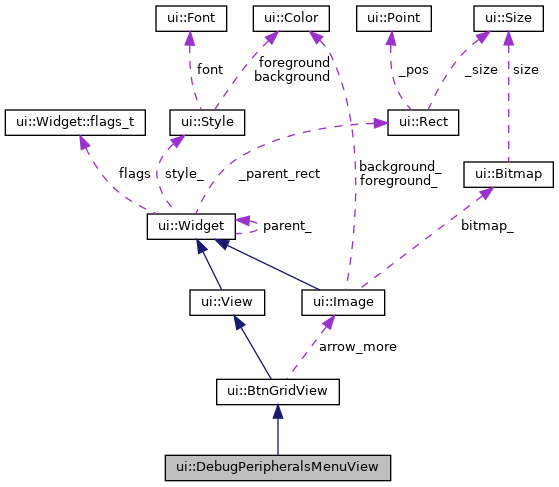 ui::Font
ui::Color
ui::Point
ui::Size
font
foreground
background
_pos
_size
size
ui::Widget::flags_t
ui::Style
ui::Rect
flags
style_
_parent_rect
background_
foreground_
ui::Bitmap
ui::Widget
parent_
bitmap_
ui::View
ui::Image
arrow_more
ui::BtnGridView
ui::DebugPeripheralsMenuView